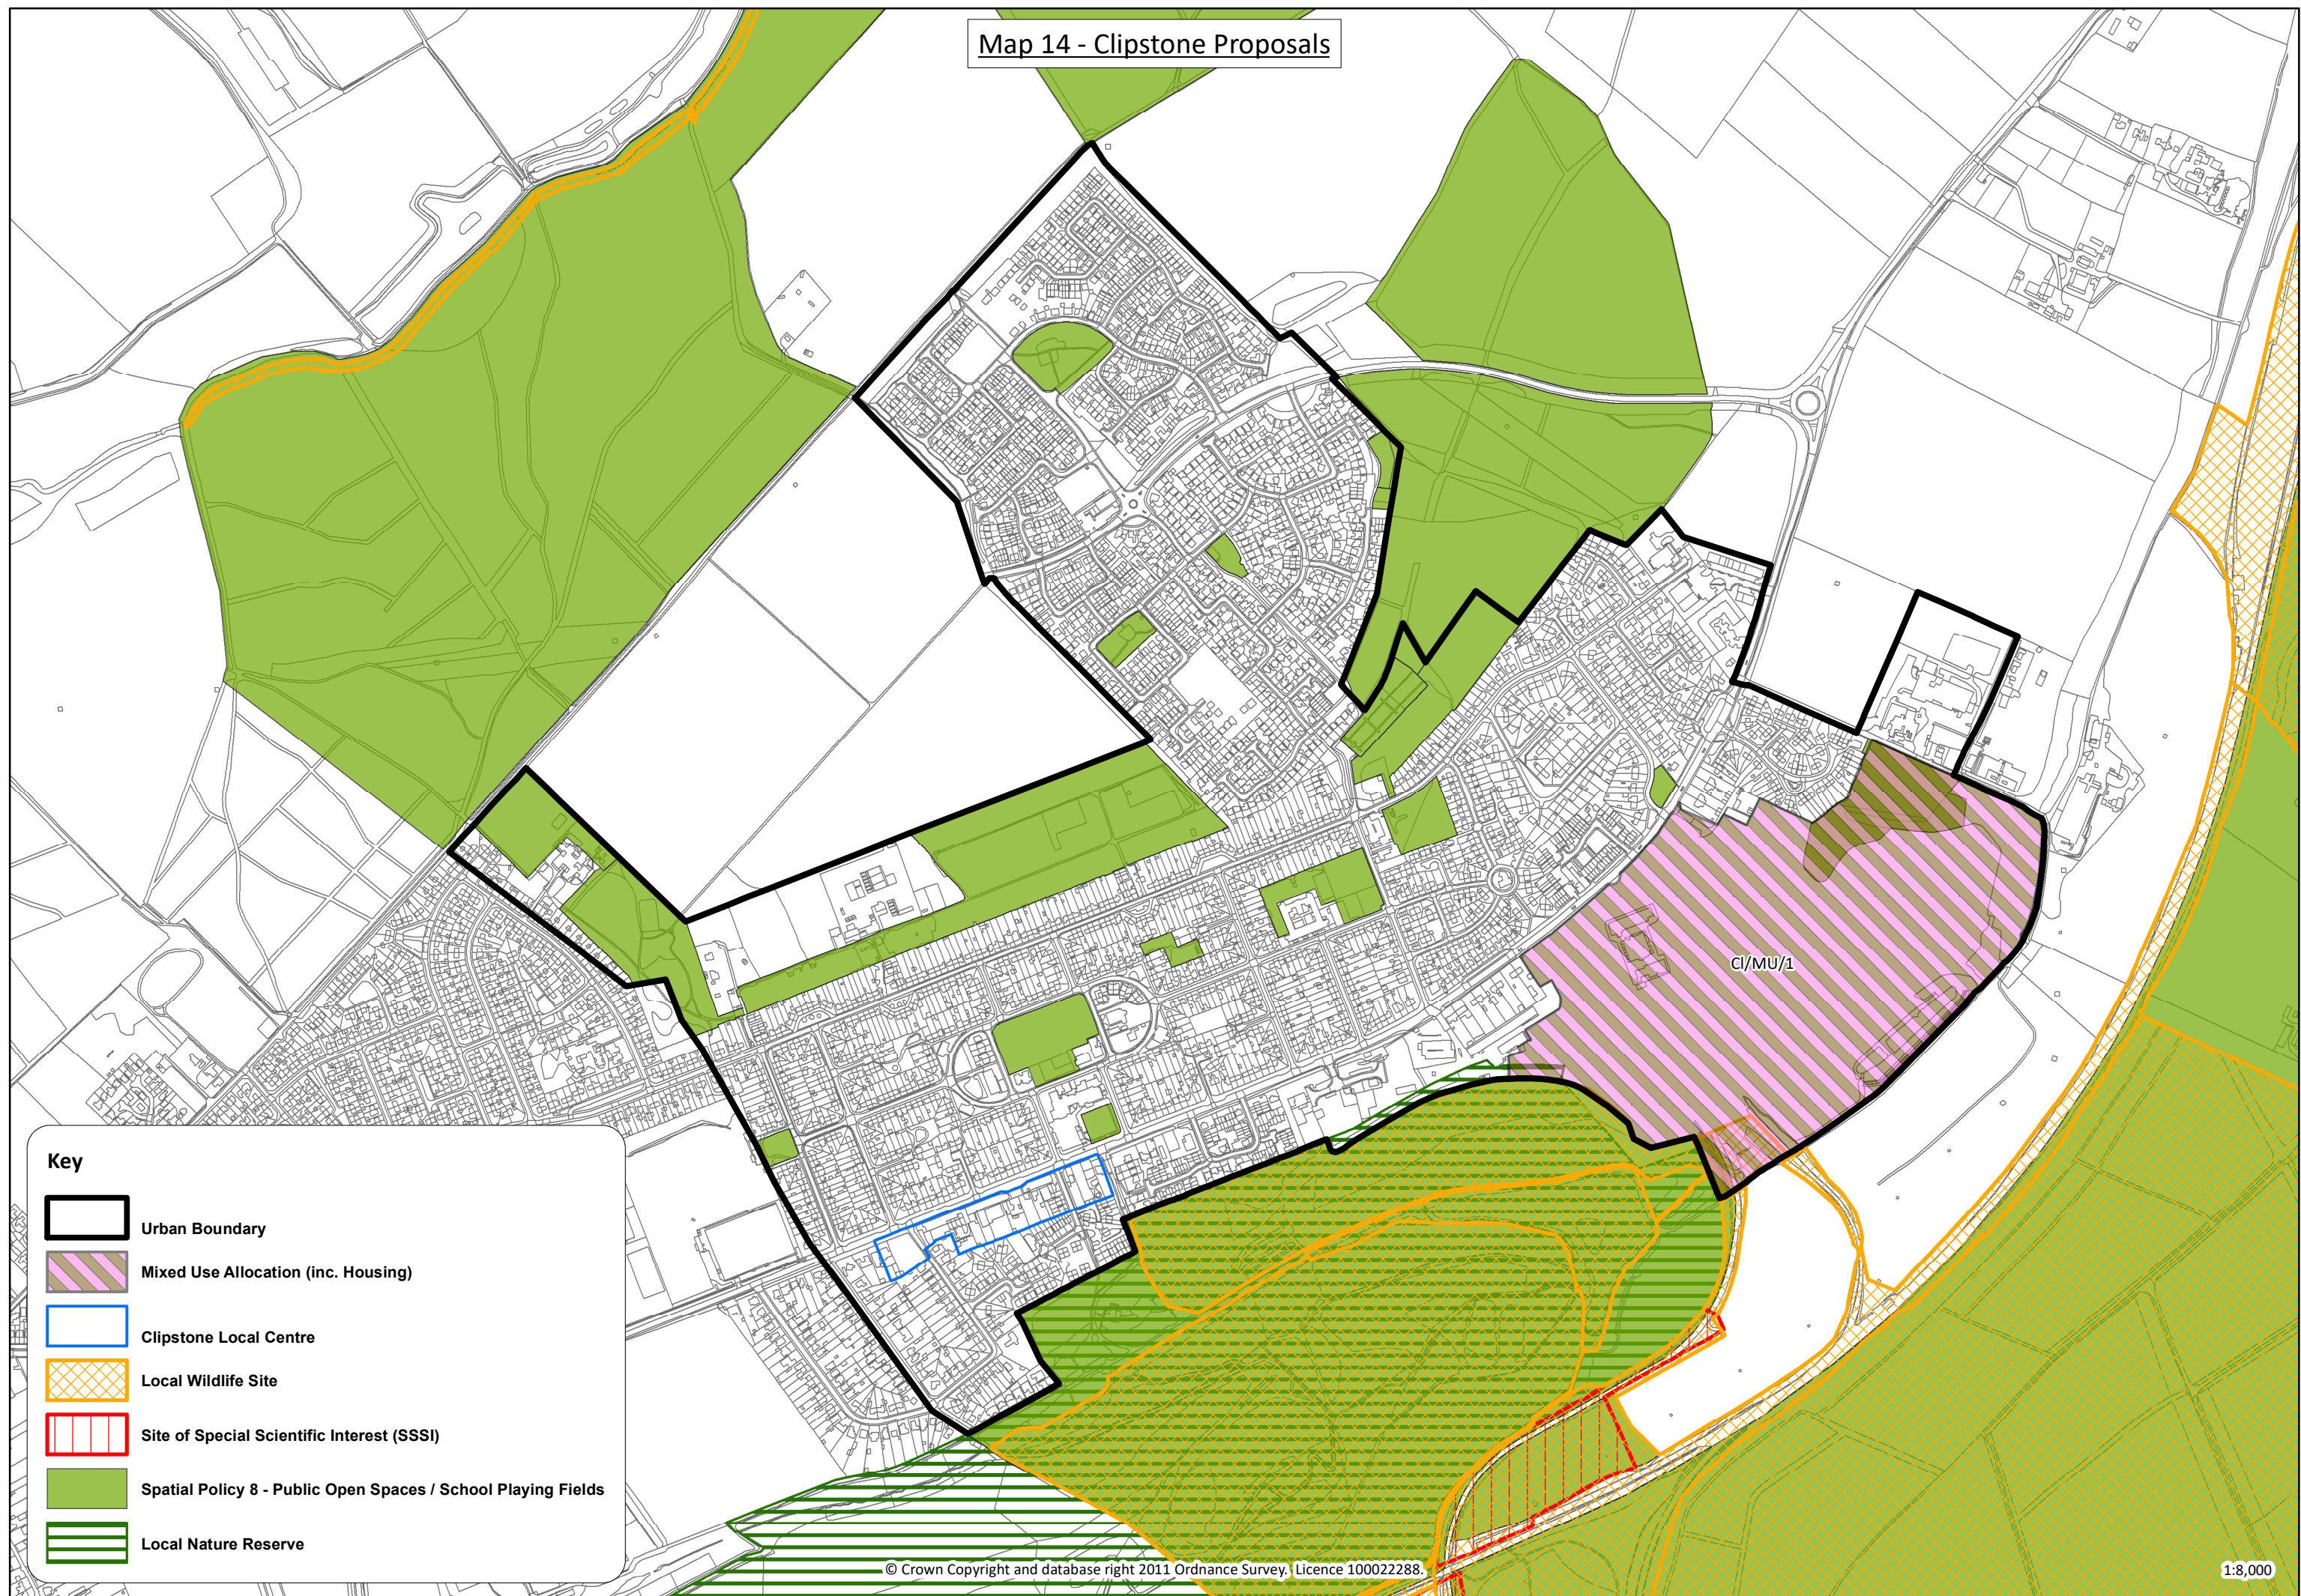 Map 14 - Clipstone Proposals
Cl/MU/1
Key
Urban Boundary
Mixed Use Allocation (inc. Housing)
Clipstone Local Centre
Local Wildlife Site
Site of Special Scientific Interest (SSSI)
Spatial Policy 8 - Public Open Spaces / School Playing Fields
Local Nature Reserve
© Crown Copyright and database right 2011 Ordnance Survey. Licence 100022288.
1:8,000